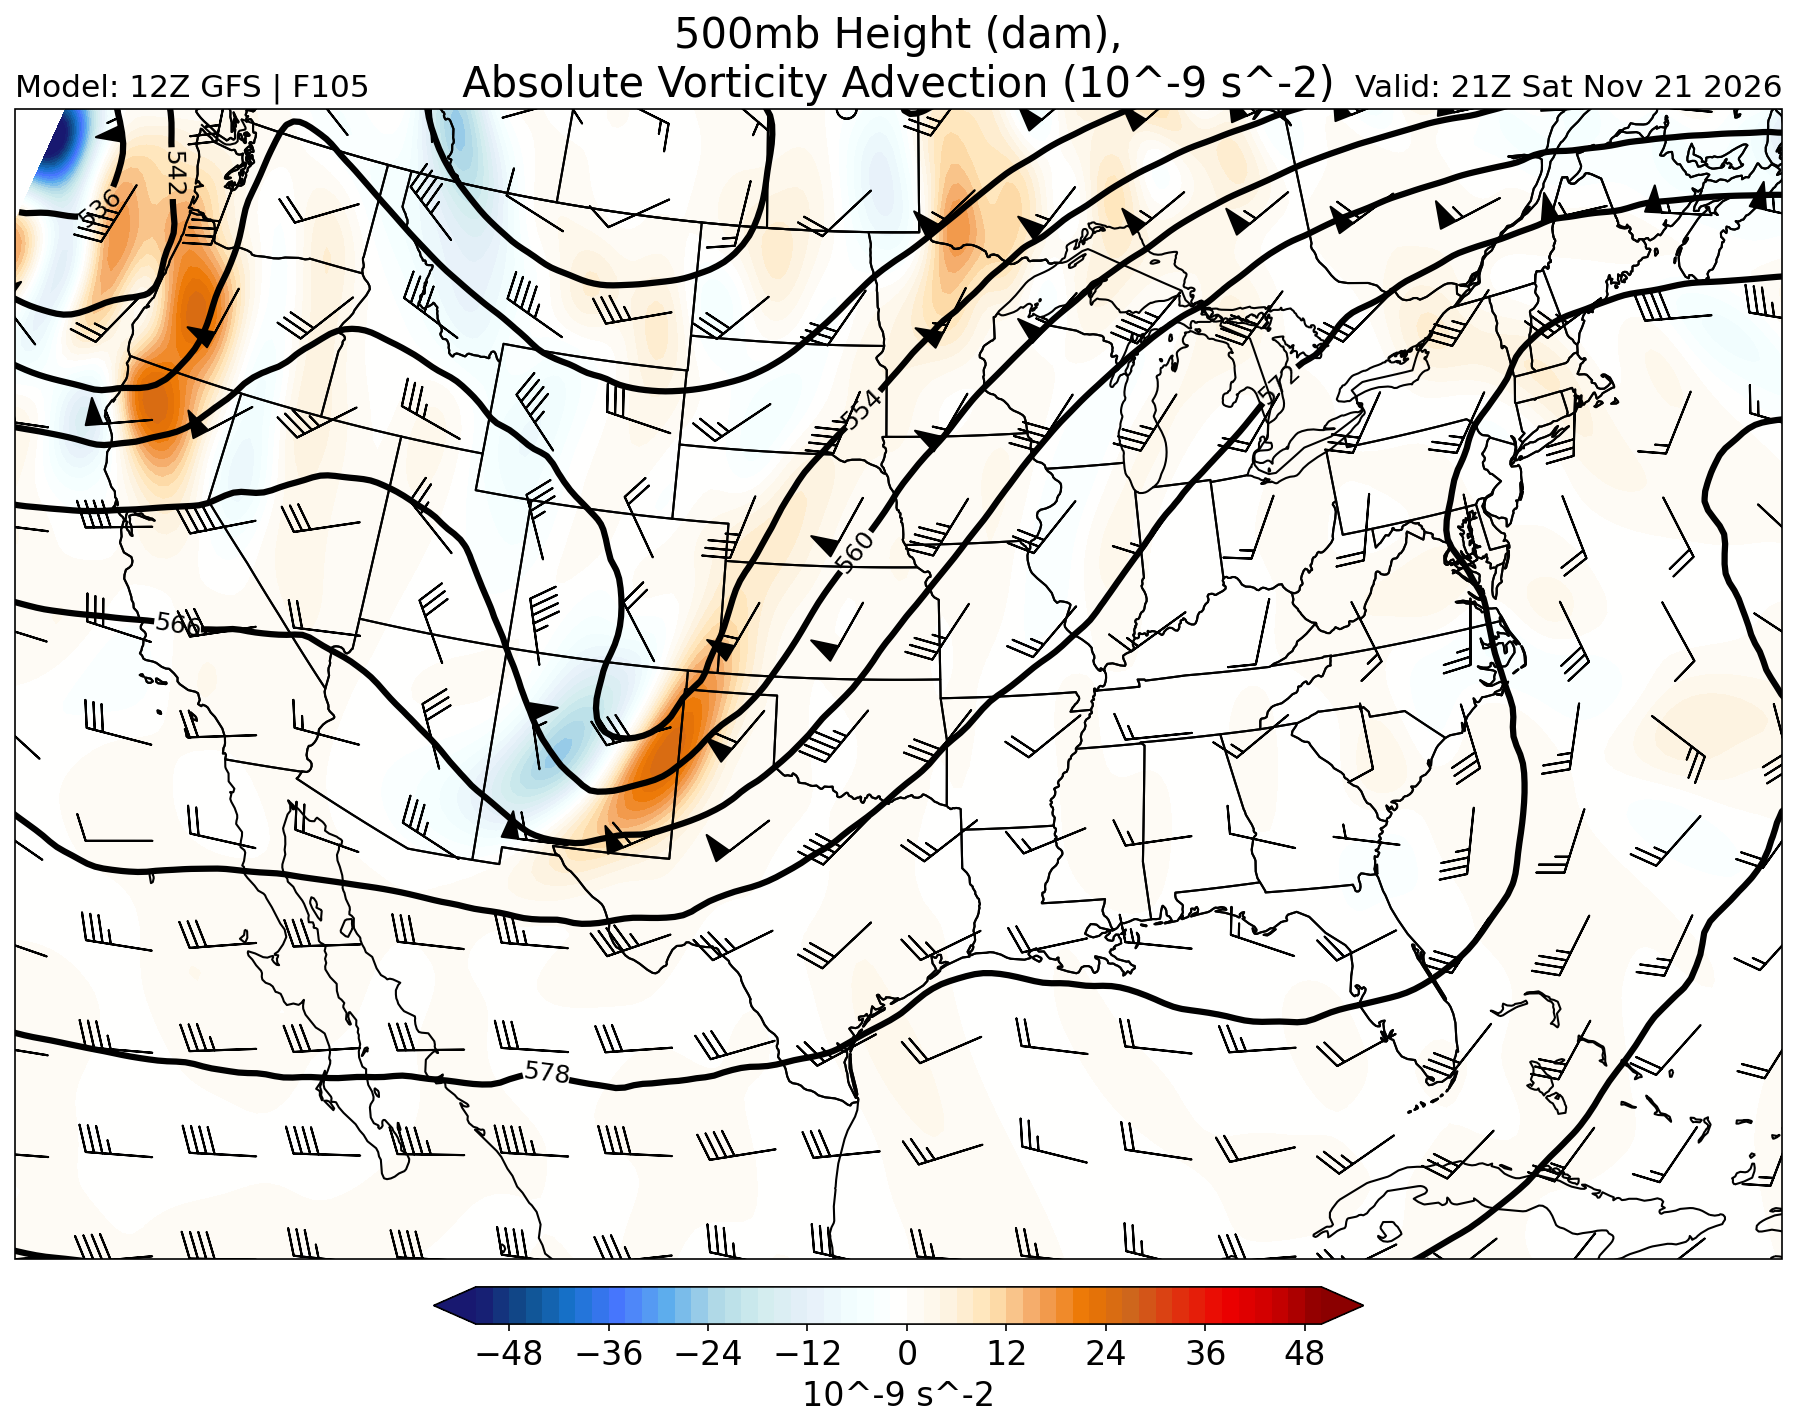 500mb Height (dam),
Model: 12Z GFS | F105
Absolute Vorticity Advection (10^-9 s^-2)
Valid: 21Z Sat Nov 21 2026
536
542
554
560
566
578
−48 −36 −24 −12 0 12 24 36 48
10^-9 s^-2